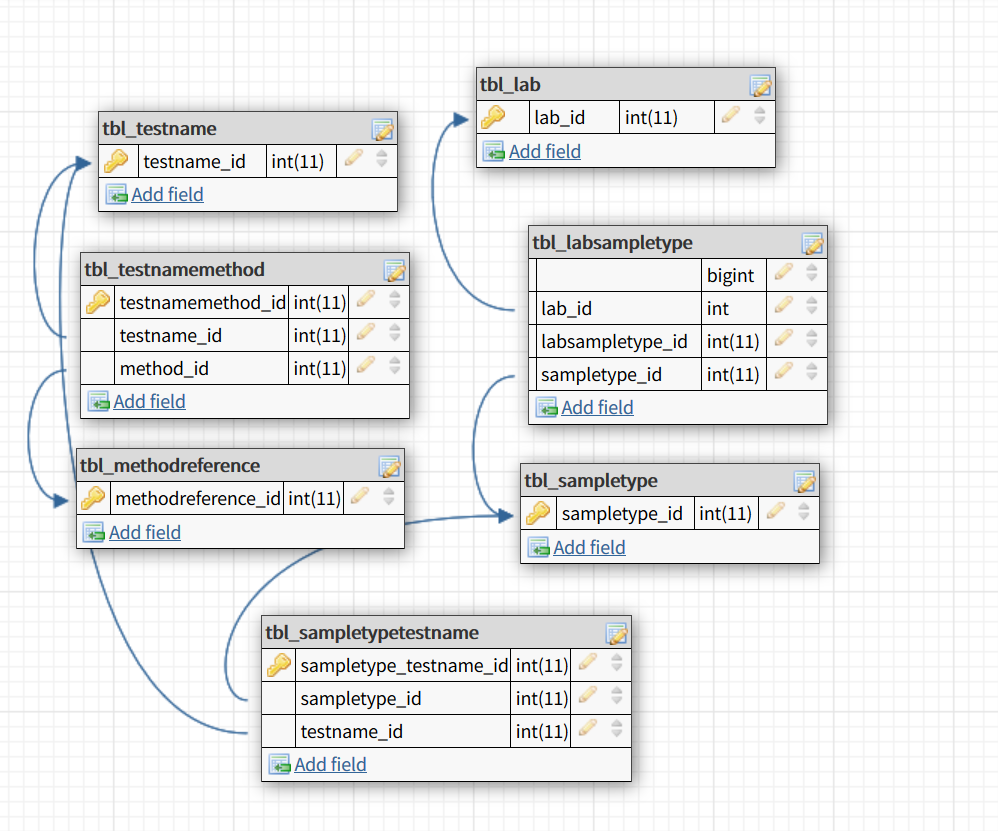 tbl_lab
lab_id int(11)
Add field
tbl_testname
testname_id int(11)
Add field
tbl_labsampletype
bigint
lab_id int
labsampletype_id int(11)
sampletype_id int(11)
Add field
tbl_testnamemethod
testnamemethod_id int(11)
testname_id int(11)
method_id int(11)
Add field
tbl_methodreference
methodreference_id int(11)
Add field
tbl_sampletype
sampletype_id int(11)
Add field
tbl_sampletypetestname
sampletype_testname_id int(11)
sampletype_id int(11)
testname_id int(11)
Add field